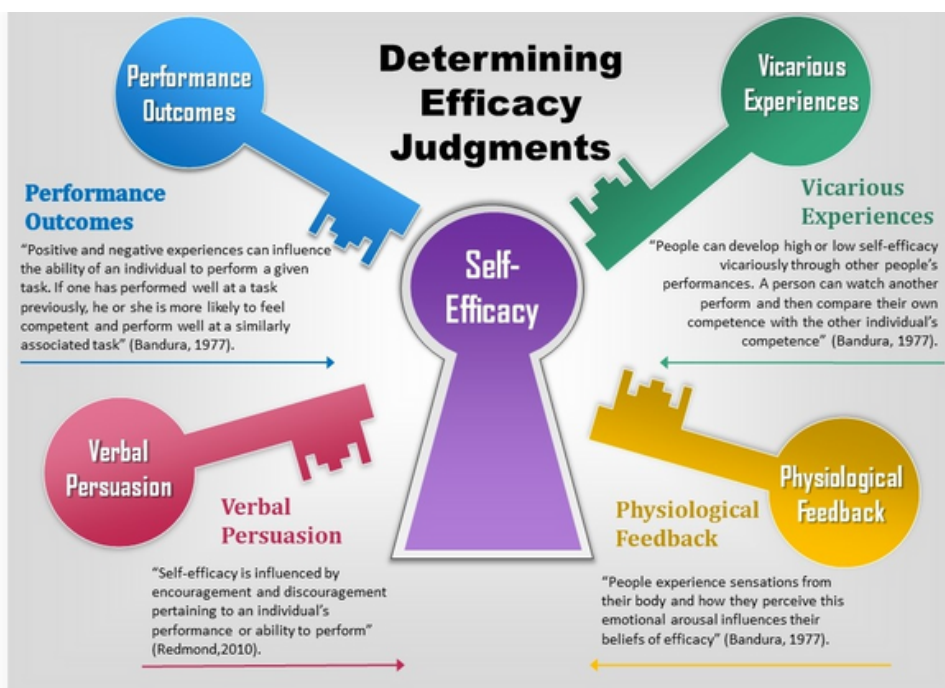 Determining
Efficacy
Judgments
Performance
Outcomes
Vicarious
Experiences
Performance
Outcomes
“Positive and negative experiences can influence
the ability of an individual to perform a given
task. If one has performed well at a task
previously, he or she is more likely to feel
competent and perform well at a similarly
associated task” (Bandura, 1977).
Self-
Efficacy
Vicarious
Experiences
“People can develop high or low self-efficacy
vicariously through other people’s
performances. A person can watch another
perform and then compare their own
competence with the other individual’s
competence” (Bandura, 1977).
Verbal
Persuasion
Verbal
Persuasion
“Self-efficacy is influenced by
encouragement and discouragement
pertaining to an individual’s
performance or ability to perform”
(Redmond,2010).
Physiological
Feedback
Physiological
Feedback
“People experience sensations from
their body and how they perceive this
emotional arousal influences their
beliefs of efficacy” (Bandura, 1977).